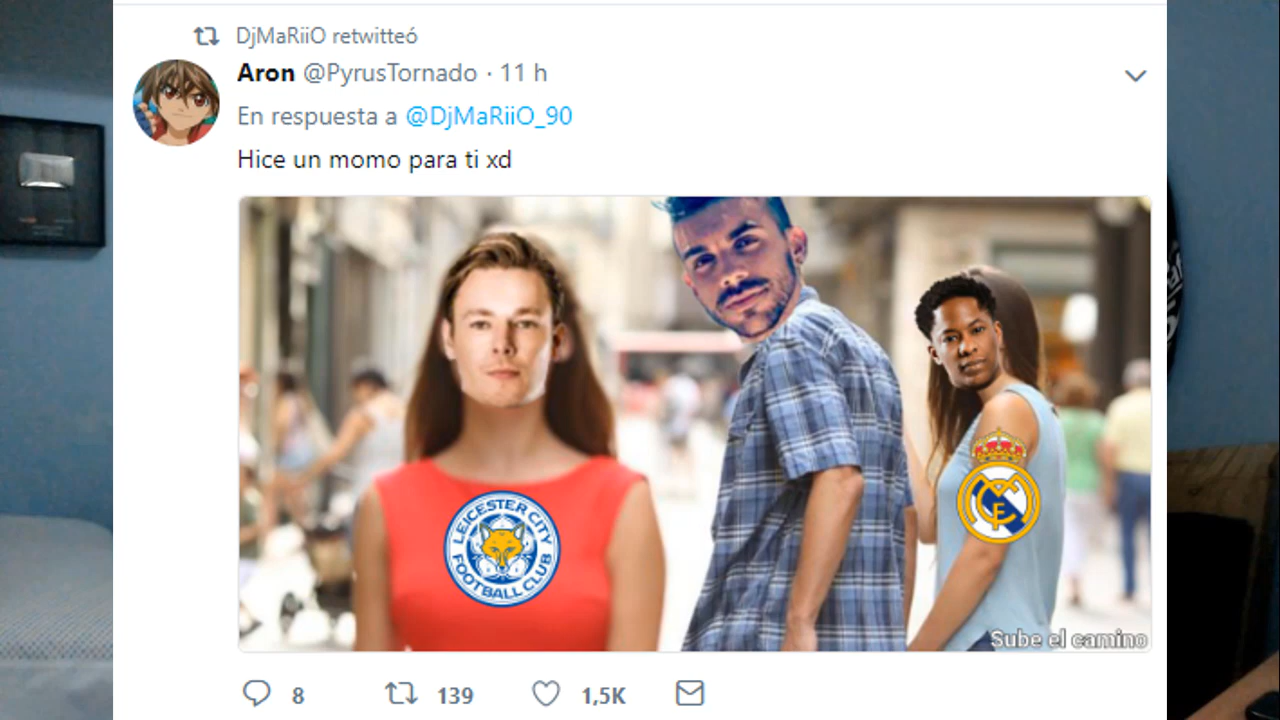 DjMaRiiO retwitteó
Aron @PyrusTornado · 11 h
En respuesta a @DjMaRiiO_90
Hice un momo para ti xd
LEICESTER CITY
FOOTBALL CLUB
Sube el camino
8 139 1,5K